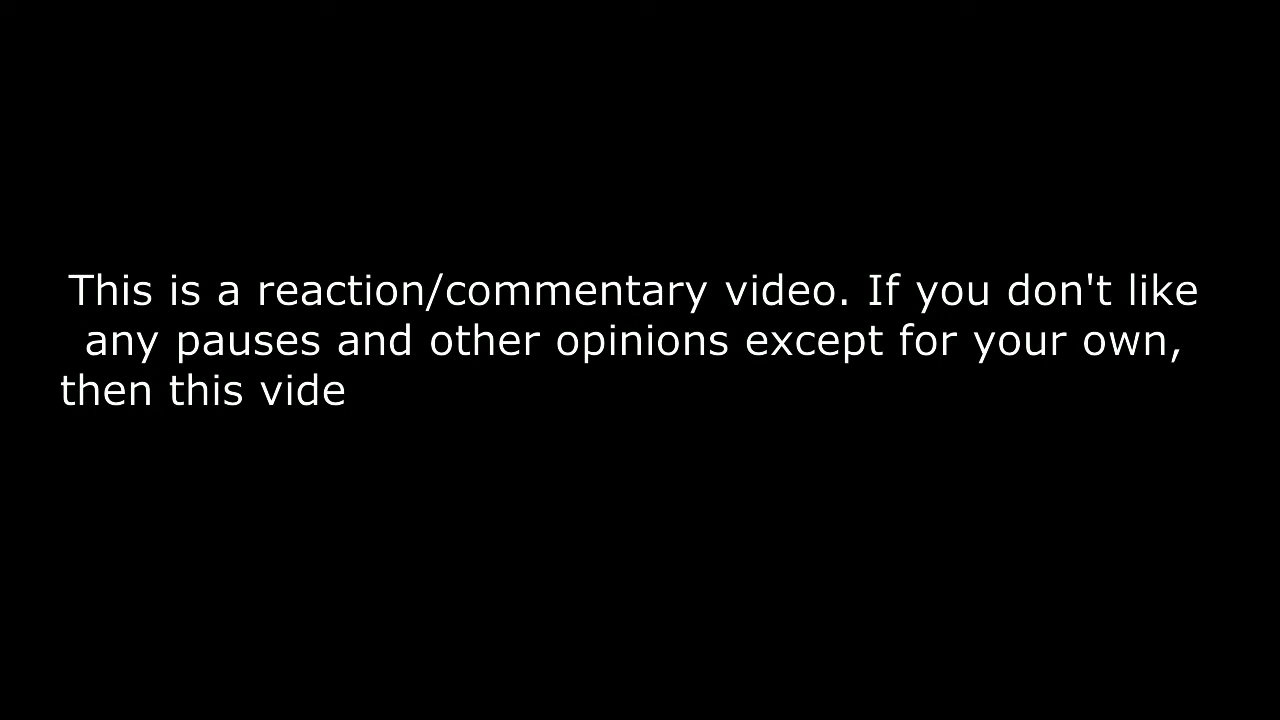 This is a reaction/commentary video. If you don't like
any pauses and other opinions except for your own,
then this vide